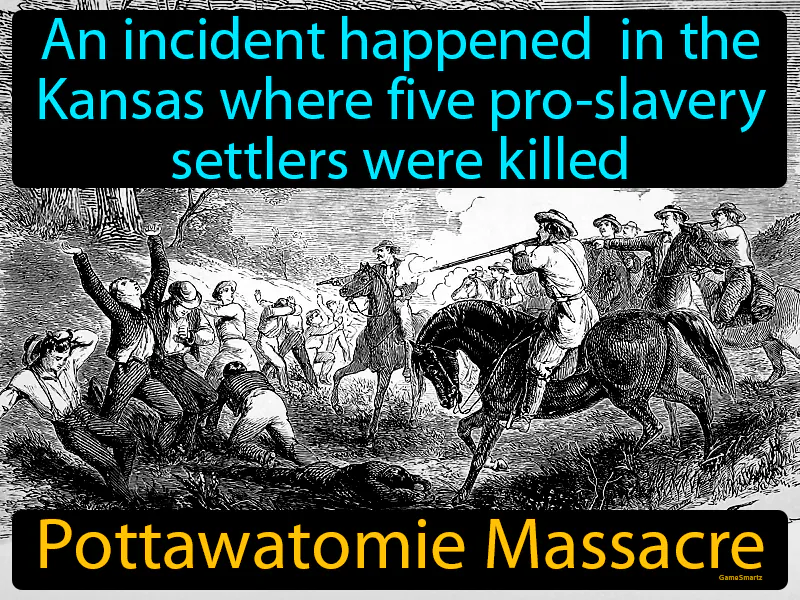 An incident happened  in the
Kansas where five pro-slavery
settlers were killed
Pottawatomie Massacre
GameSmartz